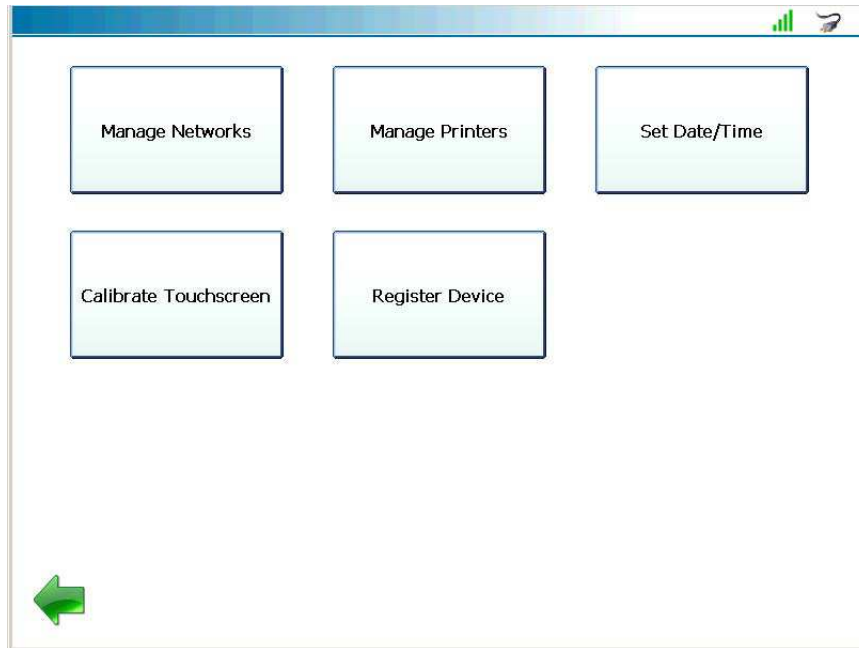 Manage Networks
Manage Printers
Set Date/Time
Calibrate Touchscreen
Register Device